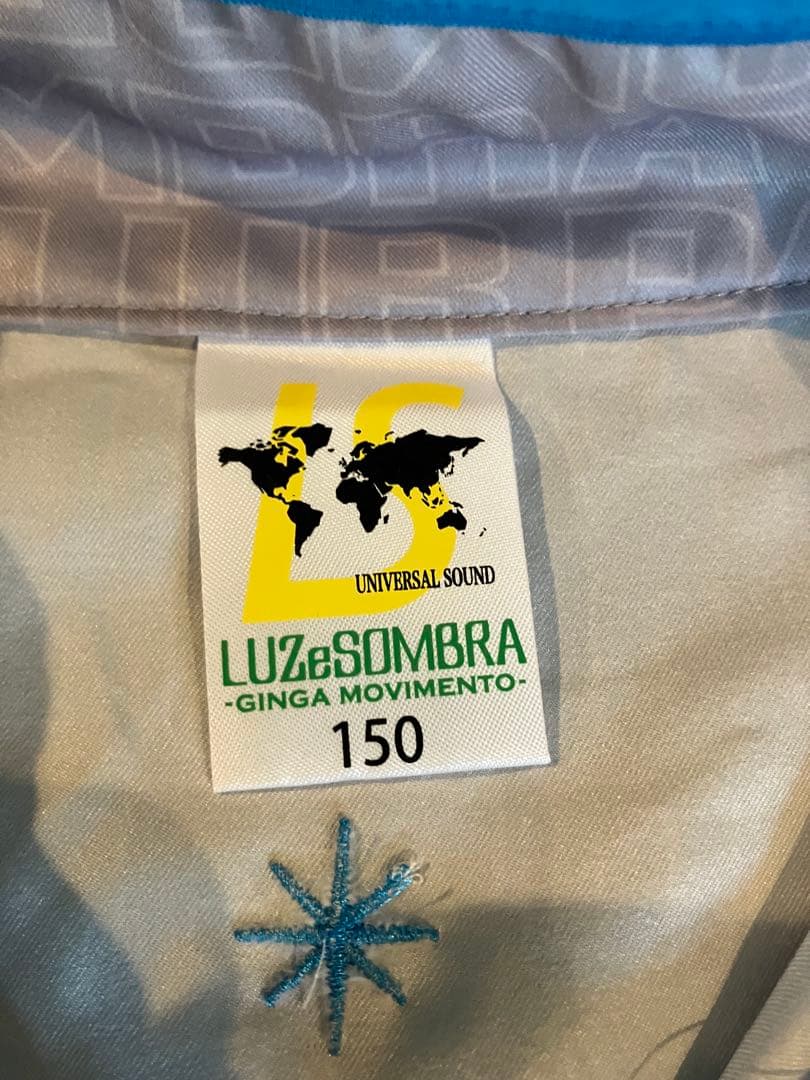 LS
UNIVERSAL SOUND
LUZeSOMBRA
-GINGA MOVIMENTO-
150